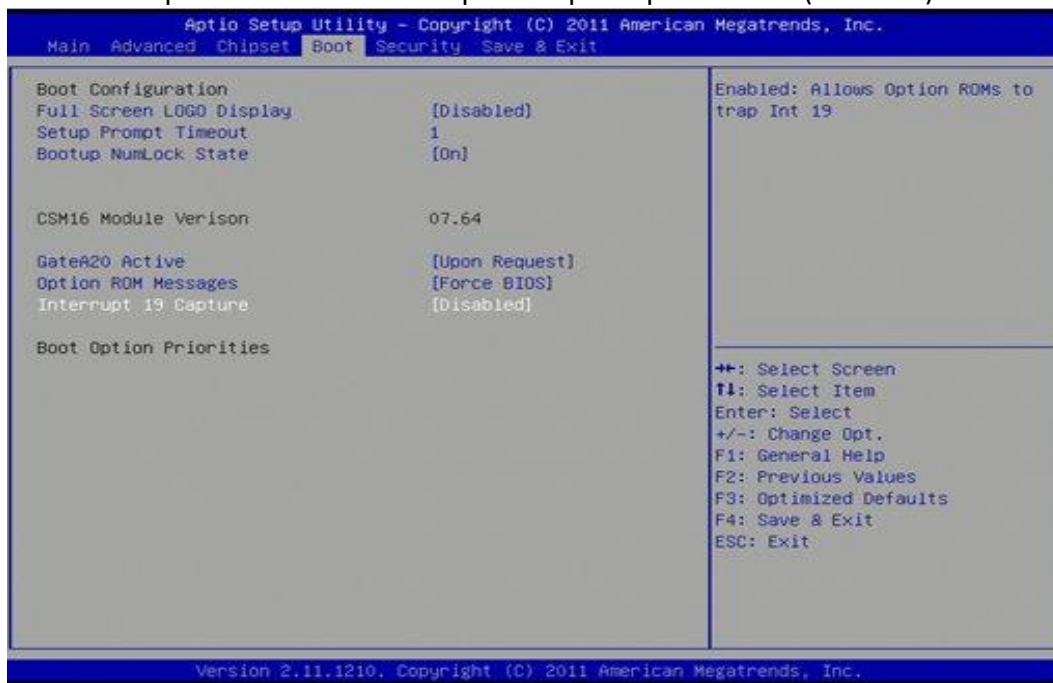 Aptio Setup Utility - Copyright (C) 2011 American Megatrends, Inc.
Main Advanced Chipset Boot Security Save & Exit
Boot Configuration
Full Screen LOGO Display [Disabled]
Setup Prompt Timeout 1
Bootup NumLock State [On]
CSM16 Module Verison 07.64
GateA20 Active [Upon Request]
Option ROM Messages [Force BIOS]
Interrupt 19 Capture [Disabled]
Boot Option Priorities
Enabled: Allows Option ROMs to
trap Int 19
→←: Select Screen
↑↓: Select Item
Enter: Select
+/-: Change Opt.
F1: General Help
F2: Previous Values
F3: Optimized Defaults
F4: Save & Exit
ESC: Exit
Version 2.11.1210. Copyright (C) 2011 American Megatrends, Inc.